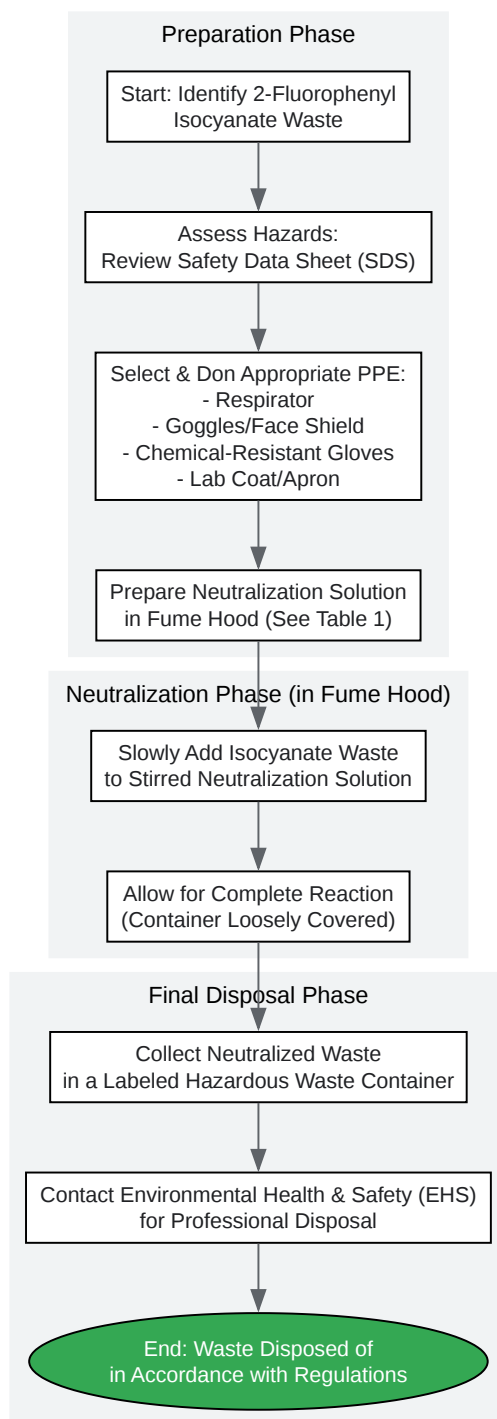 Preparation Phase
Start: Identify 2-Fluorophenyl
Isocyanate Waste
Assess Hazards:
Review Safety Data Sheet (SDS)
Select & Don Appropriate PPE:
- Respirator
- Goggles/Face Shield
- Chemical-Resistant Gloves
- Lab Coat/Apron
Prepare Neutralization Solution
in Fume Hood (See Table 1)
Neutralization Phase (in Fume Hood)
Slowly Add Isocyanate Waste
to Stirred Neutralization Solution
Allow for Complete Reaction
(Container Loosely Covered)
Final Disposal Phase
Collect Neutralized Waste
in a Labeled Hazardous Waste Container
Contact Environmental Health & Safety (EHS)
for Professional Disposal
End: Waste Disposed of
in Accordance with Regulations